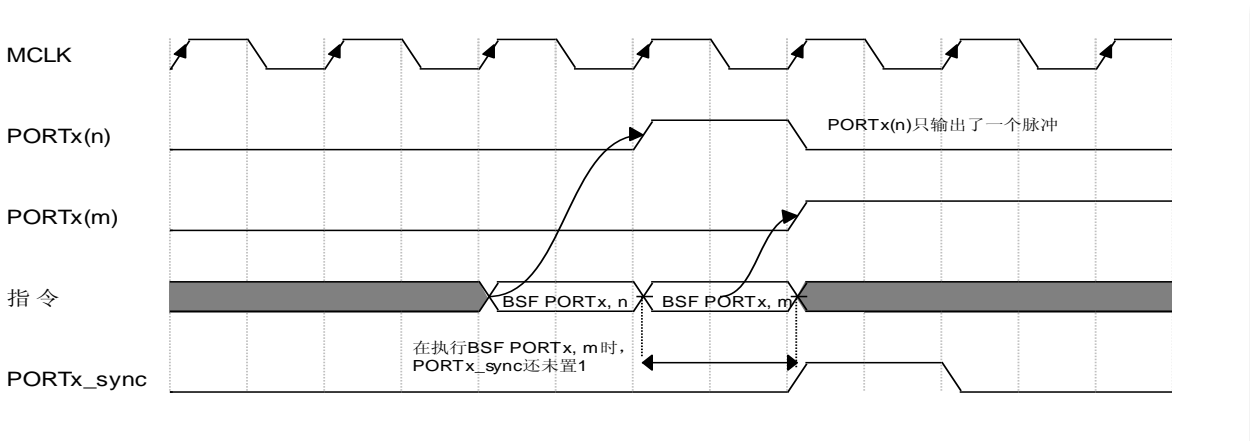 MCLK
PORTx(n)
PORTx(n)只输出了一个脉冲
PORTx(m)
指令
BSF PORTx, n
BSF PORTx, m
在执行BSF PORTx, m时，
PORTx_sync还未置1
PORTx_sync